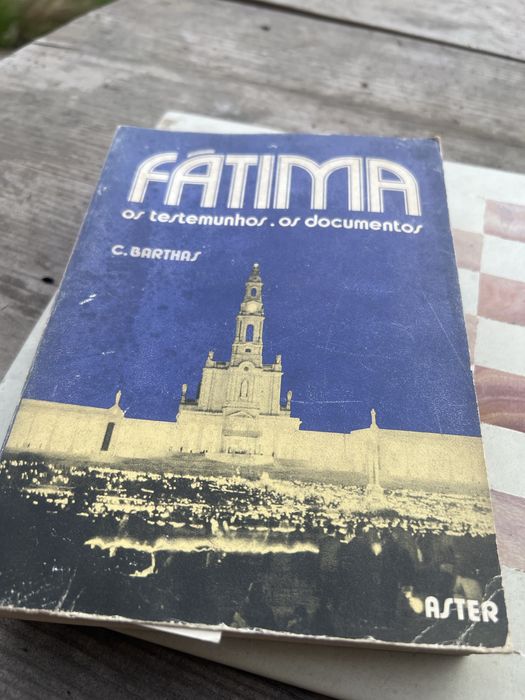 FÁTIMA
os testemunhos. os documentos
C. BARTHAS
ASTER